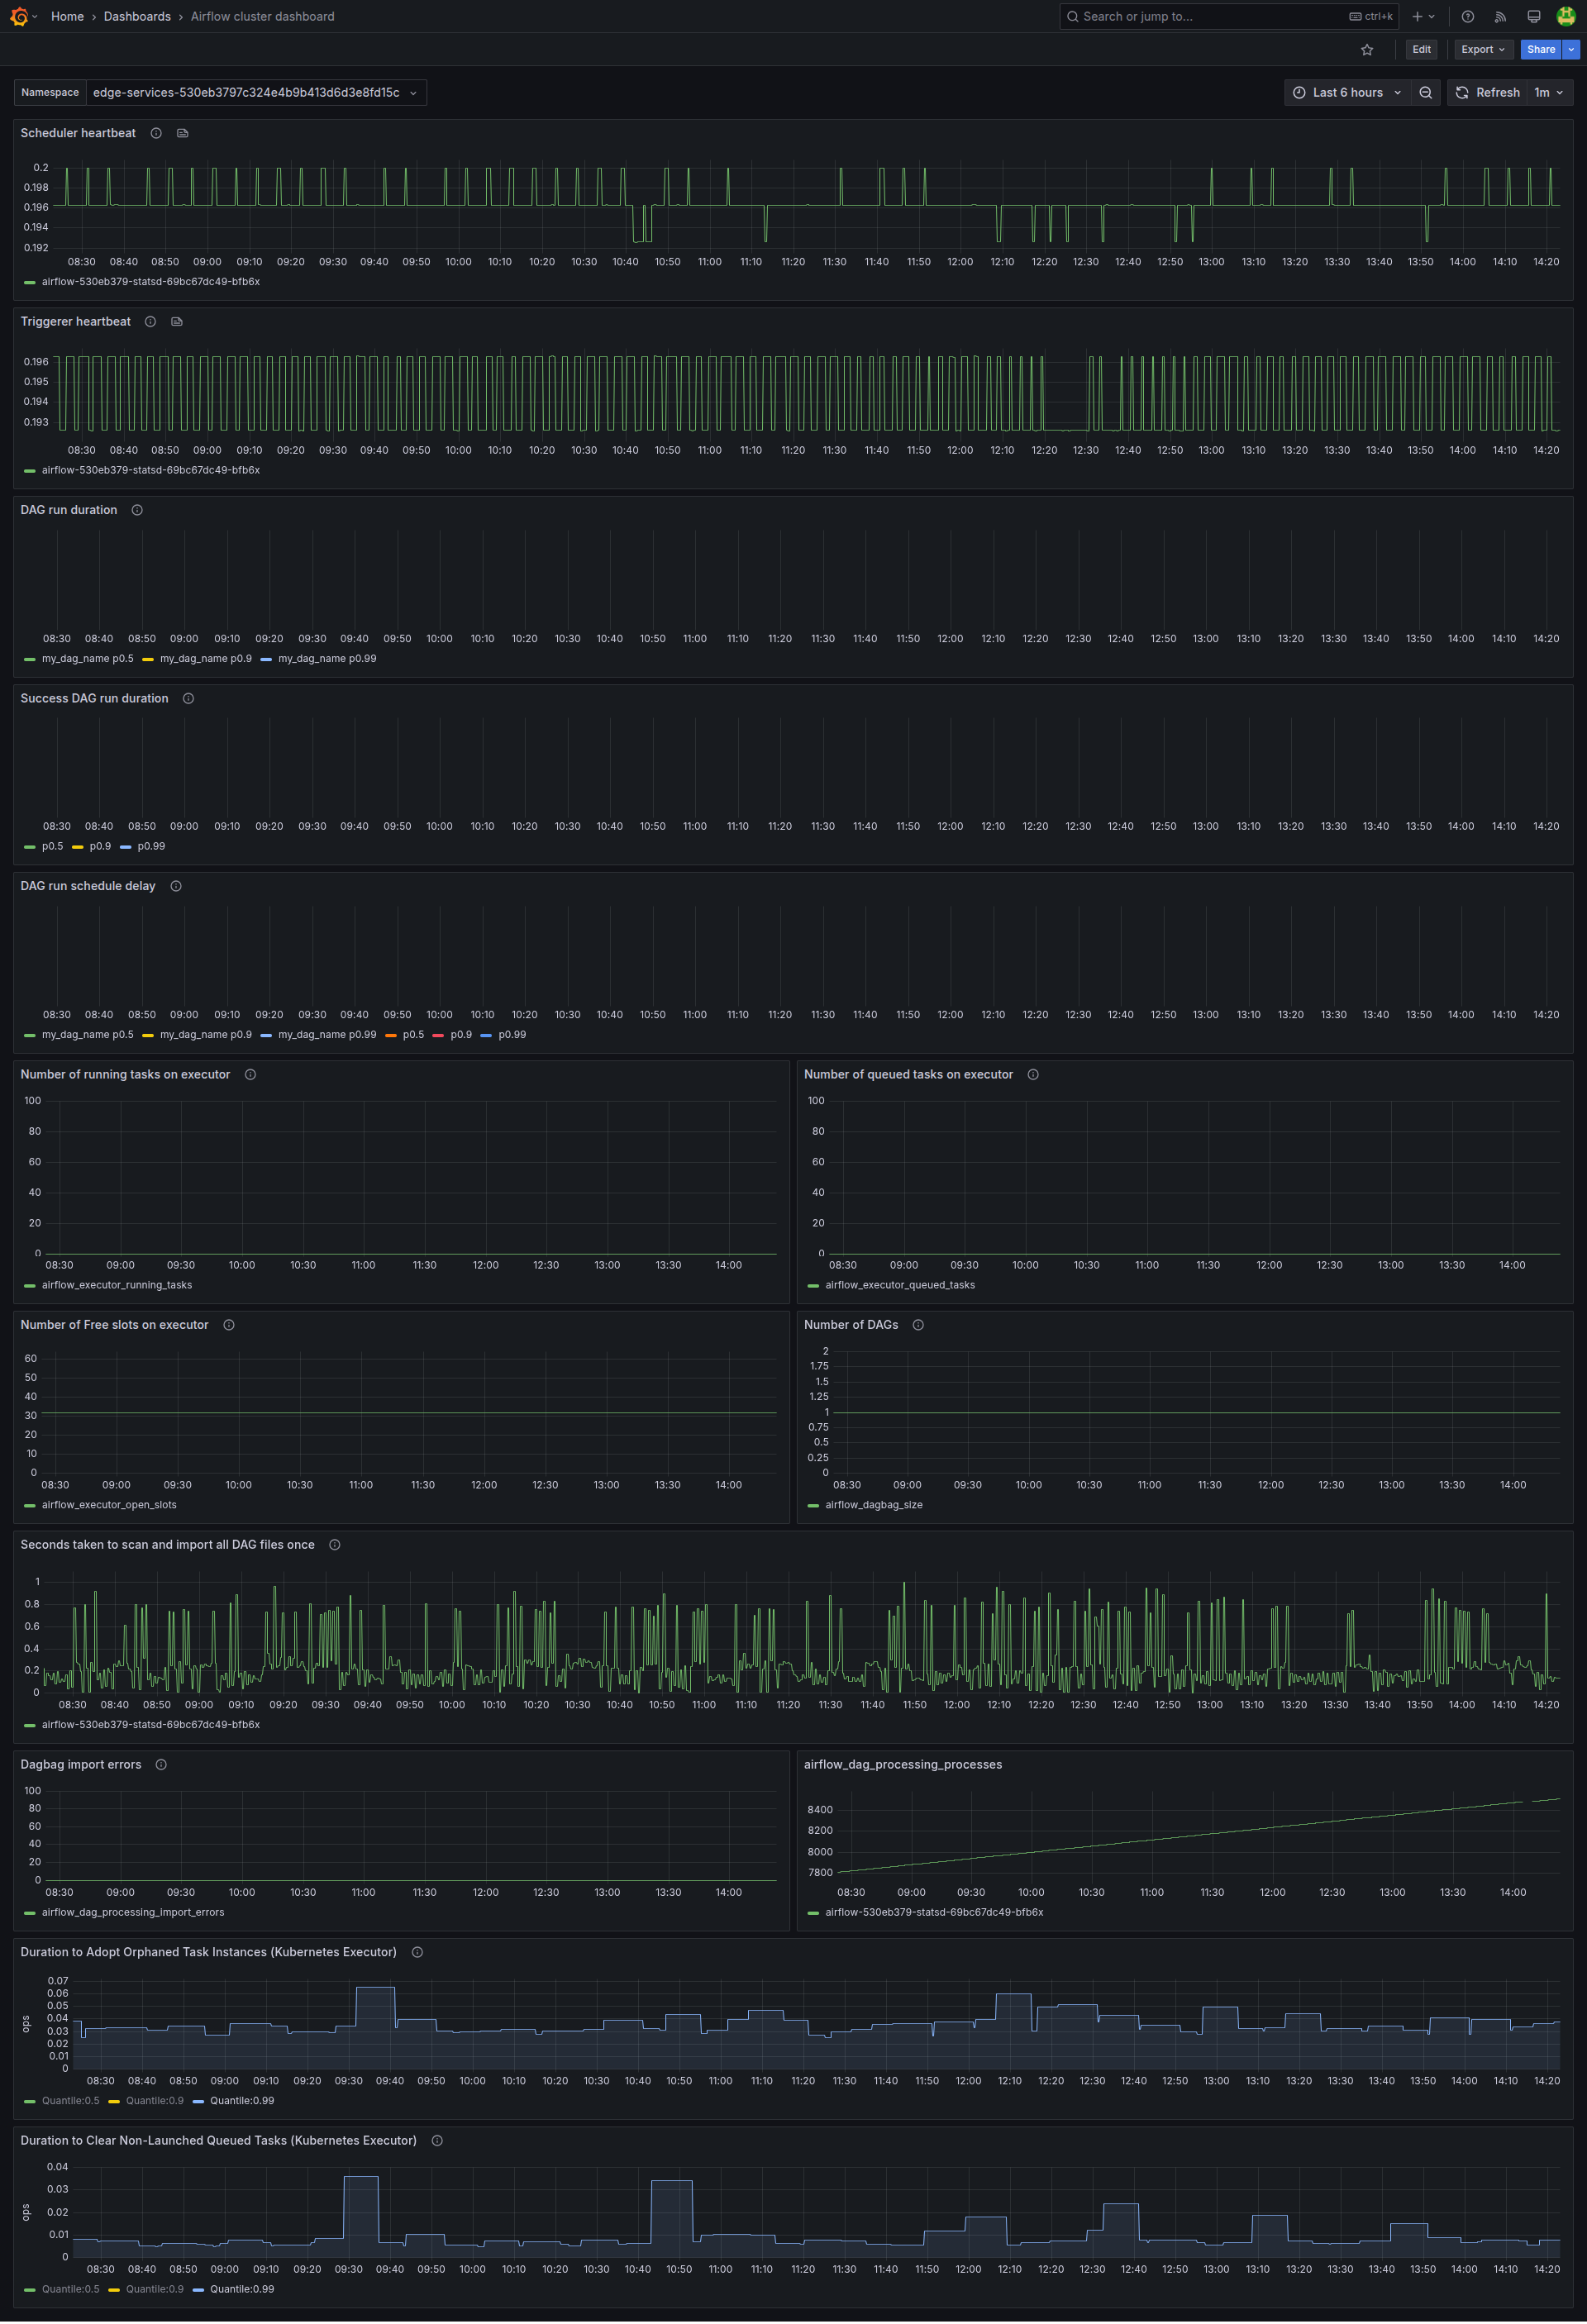 Home › Dashboards › Airflow cluster dashboard
Search or jump to... ctrl+k
Edit Export Share
Namespace edge-services-530eb3797c324e4b9b413d6d3e8fd15c Last 6 hours Refresh 1m
Scheduler heartbeat
0.2
0.198
0.196
0.194
0.192
08:30 08:40 08:50 09:00 09:10 09:20 09:30 09:40 09:50 10:00 10:10 10:20 10:30 10:40 10:50 11:00 11:10 11:20 11:30 11:40 11:50 12:00 12:10 12:20 12:30 12:40 12:50 13:00 13:10 13:20 13:30 13:40 13:50 14:00 14:10 14:20
airflow-530eb379-statsd-69bc67dc49-bfb6x
Triggerer heartbeat
0.196
0.195
0.194
0.193
08:30 08:40 08:50 09:00 09:10 09:20 09:30 09:40 09:50 10:00 10:10 10:20 10:30 10:40 10:50 11:00 11:10 11:20 11:30 11:40 11:50 12:00 12:10 12:20 12:30 12:40 12:50 13:00 13:10 13:20 13:30 13:40 13:50 14:00 14:10 14:20
airflow-530eb379-statsd-69bc67dc49-bfb6x
DAG run duration
08:30 08:40 08:50 09:00 09:10 09:20 09:30 09:40 09:50 10:00 10:10 10:20 10:30 10:40 10:50 11:00 11:10 11:20 11:30 11:40 11:50 12:00 12:10 12:20 12:30 12:40 12:50 13:00 13:10 13:20 13:30 13:40 13:50 14:00 14:10 14:20
my_dag_name p0.5 my_dag_name p0.9 my_dag_name p0.99
Success DAG run duration
08:30 08:40 08:50 09:00 09:10 09:20 09:30 09:40 09:50 10:00 10:10 10:20 10:30 10:40 10:50 11:00 11:10 11:20 11:30 11:40 11:50 12:00 12:10 12:20 12:30 12:40 12:50 13:00 13:10 13:20 13:30 13:40 13:50 14:00 14:10 14:20
p0.5 p0.9 p0.99
DAG run schedule delay
08:30 08:40 08:50 09:00 09:10 09:20 09:30 09:40 09:50 10:00 10:10 10:20 10:30 10:40 10:50 11:00 11:10 11:20 11:30 11:40 11:50 12:00 12:10 12:20 12:30 12:40 12:50 13:00 13:10 13:20 13:30 13:40 13:50 14:00 14:10 14:20
my_dag_name p0.5 my_dag_name p0.9 my_dag_name p0.99 p0.5 p0.9 p0.99
Number of running tasks on executor
100
80
60
40
20
0
08:30 09:00 09:30 10:00 10:30 11:00 11:30 12:00 12:30 13:00 13:30 14:00
airflow_executor_running_tasks
Number of queued tasks on executor
100
80
60
40
20
0
08:30 09:00 09:30 10:00 10:30 11:00 11:30 12:00 12:30 13:00 13:30 14:00
airflow_executor_queued_tasks
Number of Free slots on executor
60
50
40
30
20
10
0
08:30 09:00 09:30 10:00 10:30 11:00 11:30 12:00 12:30 13:00 13:30 14:00
airflow_executor_open_slots
Number of DAGs
2
1.75
1.5
1.25
1
0.75
0.5
0.25
0
08:30 09:00 09:30 10:00 10:30 11:00 11:30 12:00 12:30 13:00 13:30 14:00
airflow_dagbag_size
Seconds taken to scan and import all DAG files once
1
0.8
0.6
0.4
0.2
0
08:30 08:40 08:50 09:00 09:10 09:20 09:30 09:40 09:50 10:00 10:10 10:20 10:30 10:40 10:50 11:00 11:10 11:20 11:30 11:40 11:50 12:00 12:10 12:20 12:30 12:40 12:50 13:00 13:10 13:20 13:30 13:40 13:50 14:00 14:10 14:20
airflow-530eb379-statsd-69bc67dc49-bfb6x
Dagbag import errors
100
80
60
40
20
0
08:30 09:00 09:30 10:00 10:30 11:00 11:30 12:00 12:30 13:00 13:30 14:00
airflow_dag_processing_import_errors
airflow_dag_processing_processes
8400
8200
8000
7800
08:30 09:00 09:30 10:00 10:30 11:00 11:30 12:00 12:30 13:00 13:30 14:00
airflow-530eb379-statsd-69bc67dc49-bfb6x
Duration to Adopt Orphaned Task Instances (Kubernetes Executor)
ops
0.07
0.06
0.05
0.04
0.03
0.02
0.01
0
08:30 08:40 08:50 09:00 09:10 09:20 09:30 09:40 09:50 10:00 10:10 10:20 10:30 10:40 10:50 11:00 11:10 11:20 11:30 11:40 11:50 12:00 12:10 12:20 12:30 12:40 12:50 13:00 13:10 13:20 13:30 13:40 13:50 14:00 14:10 14:20
Quantile:0.5 Quantile:0.9 Quantile:0.99
Duration to Clear Non-Launched Queued Tasks (Kubernetes Executor)
ops
0.04
0.03
0.02
0.01
0
08:30 08:40 08:50 09:00 09:10 09:20 09:30 09:40 09:50 10:00 10:10 10:20 10:30 10:40 10:50 11:00 11:10 11:20 11:30 11:40 11:50 12:00 12:10 12:20 12:30 12:40 12:50 13:00 13:10 13:20 13:30 13:40 13:50 14:00 14:10 14:20
Quantile:0.5 Quantile:0.9 Quantile:0.99